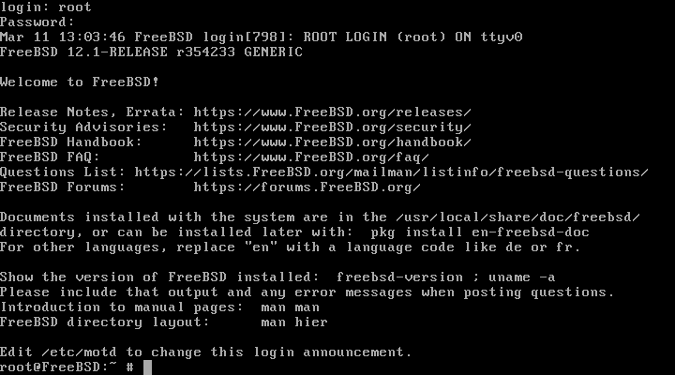 login: root
Password:
Mar 11 13:03:46 FreeBSD login[798]: ROOT LOGIN (root) ON ttyv0
FreeBSD 12.1-RELEASE r354233 GENERIC

Welcome to FreeBSD!

Release Notes, Errata: https://www.FreeBSD.org/releases/
Security Advisories:   https://www.FreeBSD.org/security/
FreeBSD Handbook:      https://www.FreeBSD.org/handbook/
FreeBSD FAQ:           https://www.FreeBSD.org/faq/
Questions List: https://lists.FreeBSD.org/mailman/listinfo/freebsd-questions/
FreeBSD Forums:        https://forums.FreeBSD.org/

Documents installed with the system are in the /usr/local/share/doc/freebsd/
directory, or can be installed later with:  pkg install en-freebsd-doc
For other languages, replace "en" with a language code like de or fr.

Show the version of FreeBSD installed:  freebsd-version ; uname -a
Please include that output and any error messages when posting questions.
Introduction to manual pages:  man man
FreeBSD directory layout:      man hier

Edit /etc/motd to change this login announcement.
root@FreeBSD:~ #